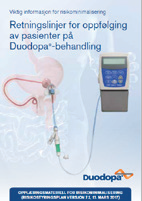 Viktig informasjon for risikominimalisering
Retningslinjer for oppfølging
av pasienter på
Duodopa®-behandling
Duodopa®
OPPLÆRINGSMATERIELL FOR RISIKOMINIMALISERING